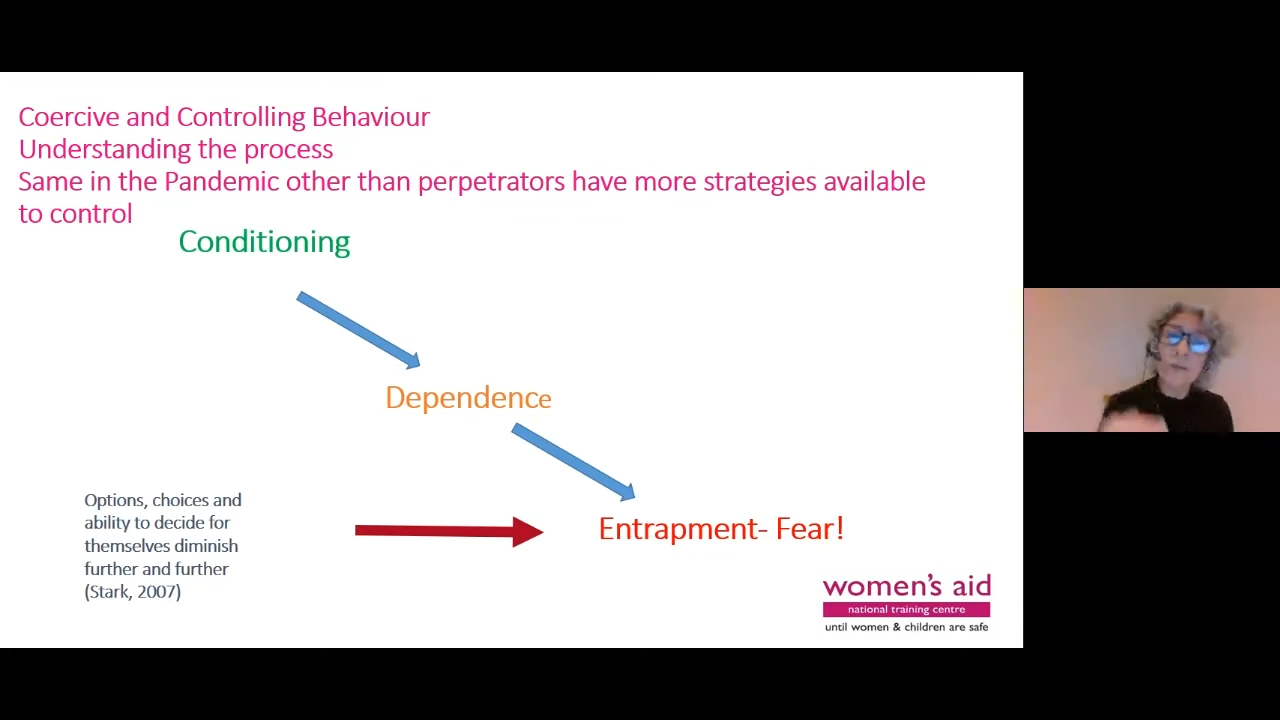 Coercive and Controlling Behaviour
Understanding the process
Same in the Pandemic other than perpetrators have more strategies available
to control
Conditioning
Dependence
Options, choices and
ability to decide for
themselves diminish
further and further
(Stark, 2007)
Entrapment- Fear!
women's aid
national training centre
until women & children are safe